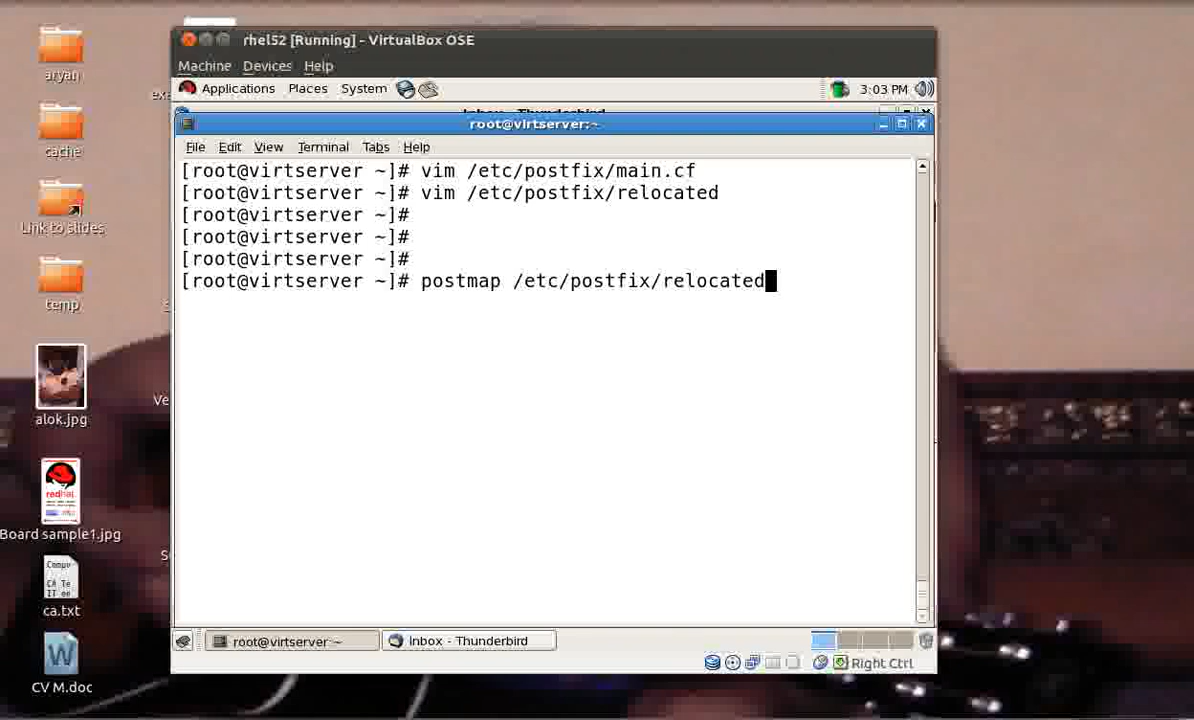 rhel52 [Running] - VirtualBox OSE
Machine Devices Help
Applications Places System
3:03 PM
Inbox - Thunderbird
root@virtserver:~
File Edit View Terminal Tabs Help
[root@virtserver ~]# vim /etc/postfix/main.cf
[root@virtserver ~]# vim /etc/postfix/relocated
[root@virtserver ~]#
[root@virtserver ~]#
[root@virtserver ~]#
[root@virtserver ~]# postmap /etc/postfix/relocated
root@virtserver:~
Inbox - Thunderbird
Right Ctrl
aryan
cache
Link to slides
temp
alok.jpg
redhat
Board sample1.jpg
ca.txt
CV M.doc